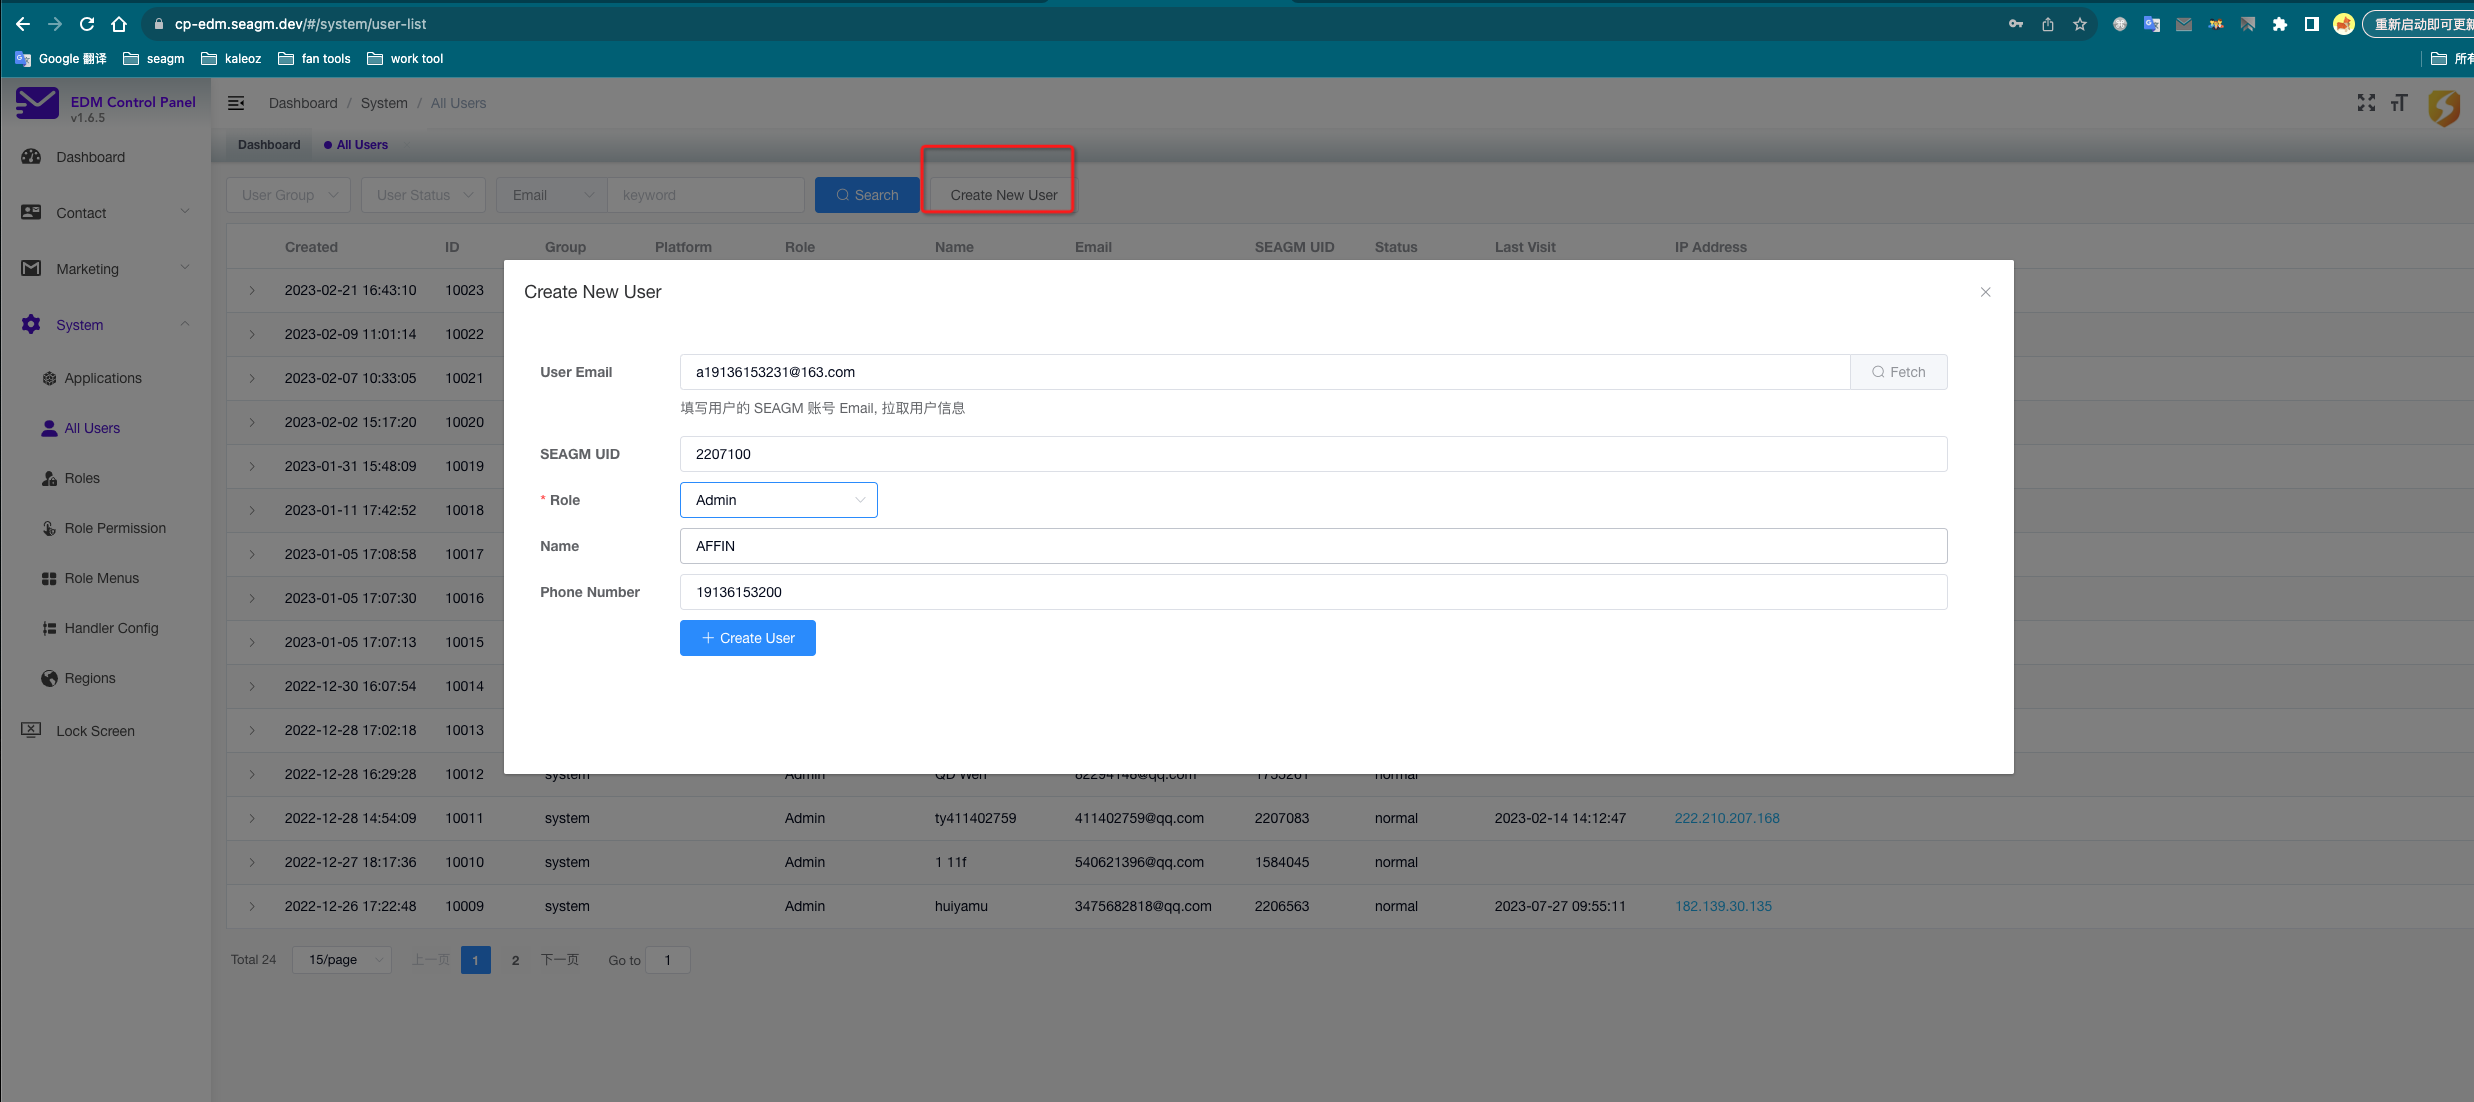 cp-edm.seagm.dev/#/system/user-list
重新启动即可更新
Google 翻译 seagm kaleoz fan tools work tool 所有
EDM Control Panel
v1.6.5
Dashboard / System / All Users
Dashboard All Users
Dashboard
Contact
Marketing
System
Applications
All Users
Roles
Role Permission
Role Menus
Handler Config
Regions
Lock Screen
User Group User Status Email keyword Search Create New User
Created ID Group Platform Role Name Email SEAGM UID Status Last Visit IP Address
2023-02-21 16:43:10 10023
2023-02-09 11:01:14 10022
2023-02-07 10:33:05 10021
2023-02-02 15:17:20 10020
2023-01-31 15:48:09 10019
2023-01-11 17:42:52 10018
2023-01-05 17:08:58 10017
2023-01-05 17:07:30 10016
2023-01-05 17:07:13 10015
2022-12-30 16:07:54 10014
2022-12-28 17:02:18 10013
2022-12-28 16:29:28 10012 system Admin QD Wen 82294148@qq.com normal
2022-12-28 14:54:09 10011 system Admin ty411402759 411402759@qq.com 2207083 normal 2023-02-14 14:12:47 222.210.207.168
2022-12-27 18:17:36 10010 system Admin 1 11f 540621396@qq.com 1584045 normal
2022-12-26 17:22:48 10009 system Admin huiyamu 3475682818@qq.com 2206563 normal 2023-07-27 09:55:11 182.139.30.135
Total 24 15/page 上一页 1 2 下一页 Go to 1
Create New User
User Email a19136153231@163.com Fetch
填写用户的 SEAGM 账号 Email, 拉取用户信息
SEAGM UID 2207100
* Role Admin
Name AFFIN
Phone Number 19136153200
+ Create User